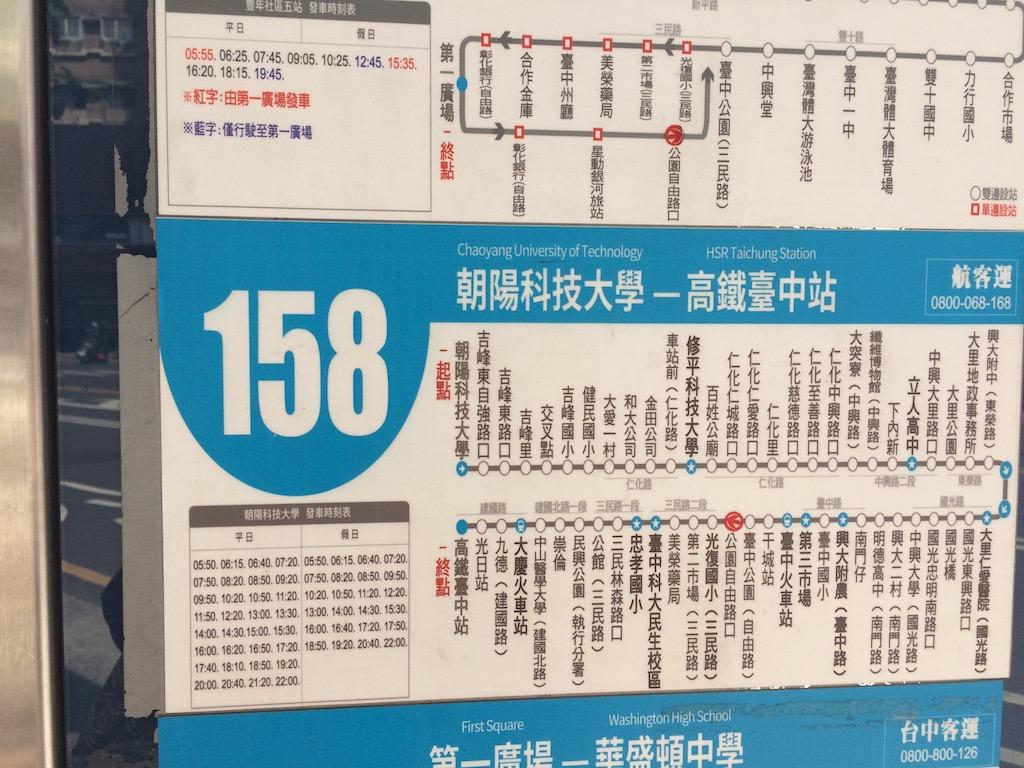 豐年社區五站 發車時刻表
平日
假日
05:55. 06:25. 07:45. 09:05. 10:25. 12:45. 15:35.
16:20. 18:15. 19:45.
※紅字：由第一廣場發車
※藍字：僅行駛至第一廣場
新平路
三民路
雙十路
第一廣場－終點
彰化銀行(自由路)
合作金庫
臺中州廳
美榮藥局
第二市場(三民路)
光復國小(三民路)
臺中公園(三民路)
中興堂
臺灣體大游泳池
臺中一中
臺灣體大體育場
雙十國中
力行國小
合作市場
彰化銀行(自由路)
星動銀河旅站
公園自由路口
雙邊設站
單邊設站
158
Chaoyang University of Technology
HSR Taichung Station
朝陽科技大學 — 高鐵臺中站
航客運
0800-068-168
－起點
朝陽科技大學
吉峰東自強路口
吉峰東路口
吉峰里
交叉點
吉峰國小
健民國小
大愛一村
和大公司
金田公司
車站前（仁化路）
修平科技大學
百姓公廟
仁化仁城路口
仁化仁愛路口
仁化里
仁化慈德路口
仁化至善路口
仁化中興路口
大突寮（中興路）
纖維博物館（中興路）
下內新
立人高中
中興大里路口
大里公園
大里地政事務所
興大附中（東榮路）
仁化路
仁化路
中興路二段
東榮路
建國路
建國北路一段
三民路一段
三民路二段
臺中路
國光路
－終點
高鐵臺中站
光日站
九德（建國路）
大慶火車站
中山醫學大學（建國北路）
崇倫
民興公園（執行分署）
公館（三民路）
三民林森路口
忠孝國小
臺中科大民生校區
美榮藥局
第二市場（三民路）
光復國小（三民路）
公園自由路口
臺中公園（自由路）
干城站
臺中火車站
第三市場
臺中國小
興大附農（臺中路）
南門仔
明德高中（南門路）
興大二村（南門路）
中興大學（國光路）
國光忠明南路口
國光橋
國光東興路口
大里仁愛醫院（國光路）
朝陽科技大學 發車時刻表
平日
假日
05:50. 06:15. 06:40. 07:20.
07:50. 08:20. 08:50. 09:20.
09:50. 10:20. 10:50. 11:20.
11:50. 12:20. 13:00. 13:30.
14:00. 14:30. 15:00. 15:30.
16:00. 16:20. 16:50. 17:20.
17:40. 18:10. 18:50. 19:20.
20:00. 20:40. 21:20. 22:00.
05:50. 06:15. 06:40. 07:20.
07:50. 08:20. 08:50. 09:50.
10:20. 10:50. 11:20. 12:20.
13:00. 14:00. 14:30. 15:30.
16:00. 16:40. 17:20. 17:50.
18:50. 19:20. 20:40. 22:00.
First Square
Washington High School
第一廣場 — 華盛頓中學
台中客運
0800-800-126